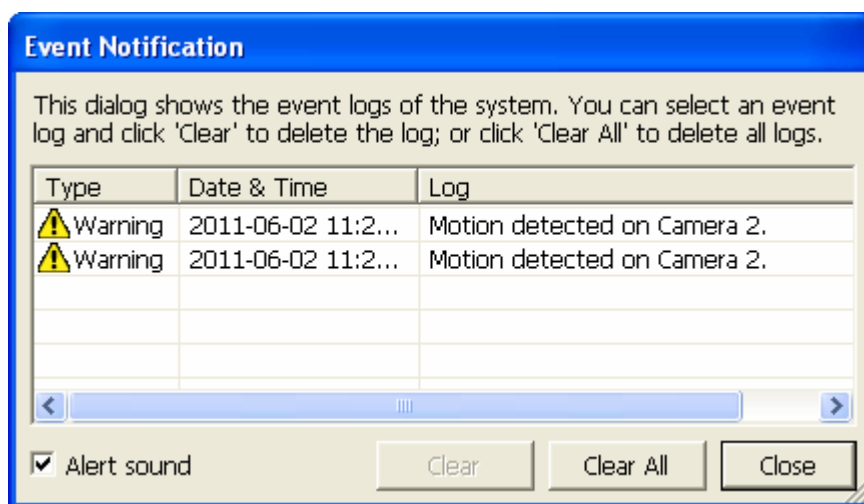 Event Notification
This dialog shows the event logs of the system. You can select an event
log and click 'Clear' to delete the log; or click 'Clear All' to delete all logs.
Type Date & Time Log
Warning 2011-06-02 11:2... Motion detected on Camera 2.
Warning 2011-06-02 11:2... Motion detected on Camera 2.
Alert sound Clear Clear All Close